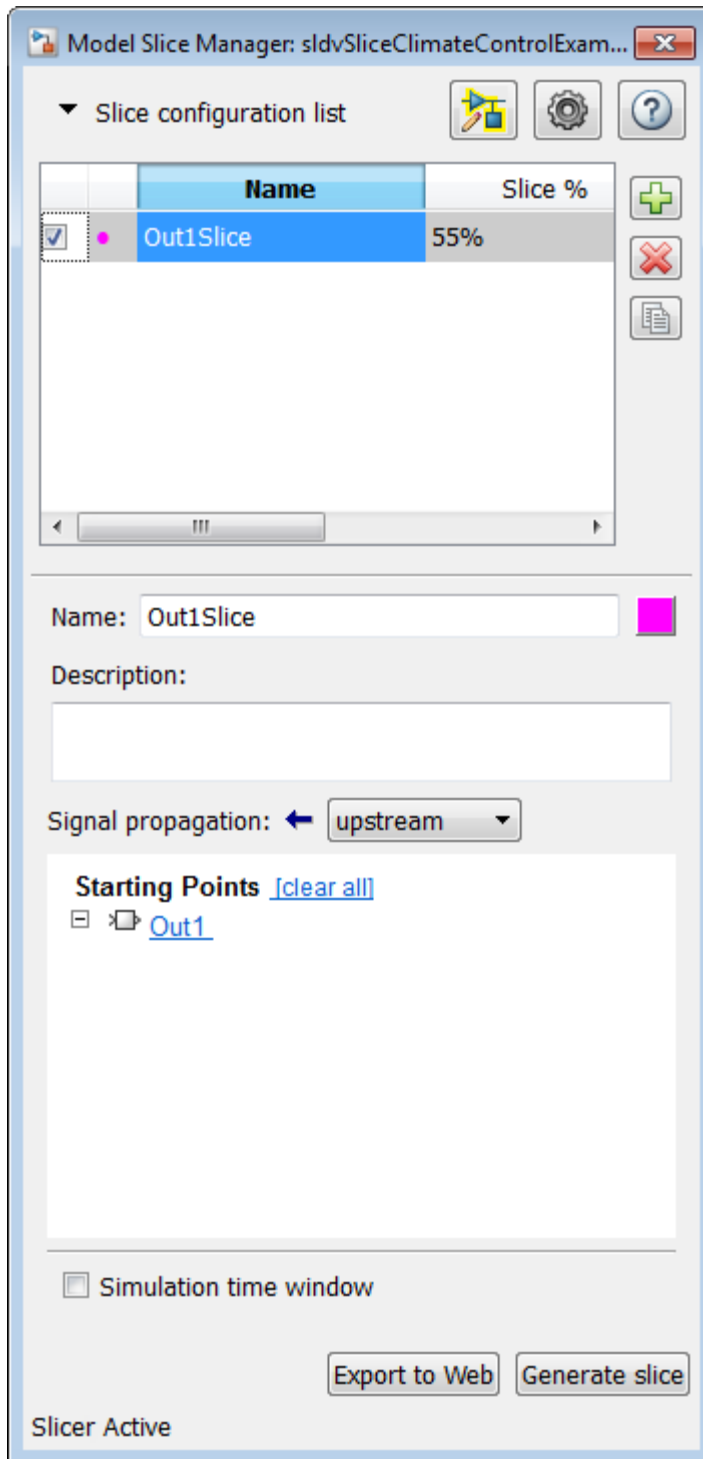 Model Slice Manager: sldvSliceClimateControlExam...
Slice configuration list
Name Slice %
Out1Slice 55%
Name: Out1Slice
Description:
Signal propagation: upstream
Starting Points [clear all]
Out1
Simulation time window
Export to Web Generate slice
Slicer Active